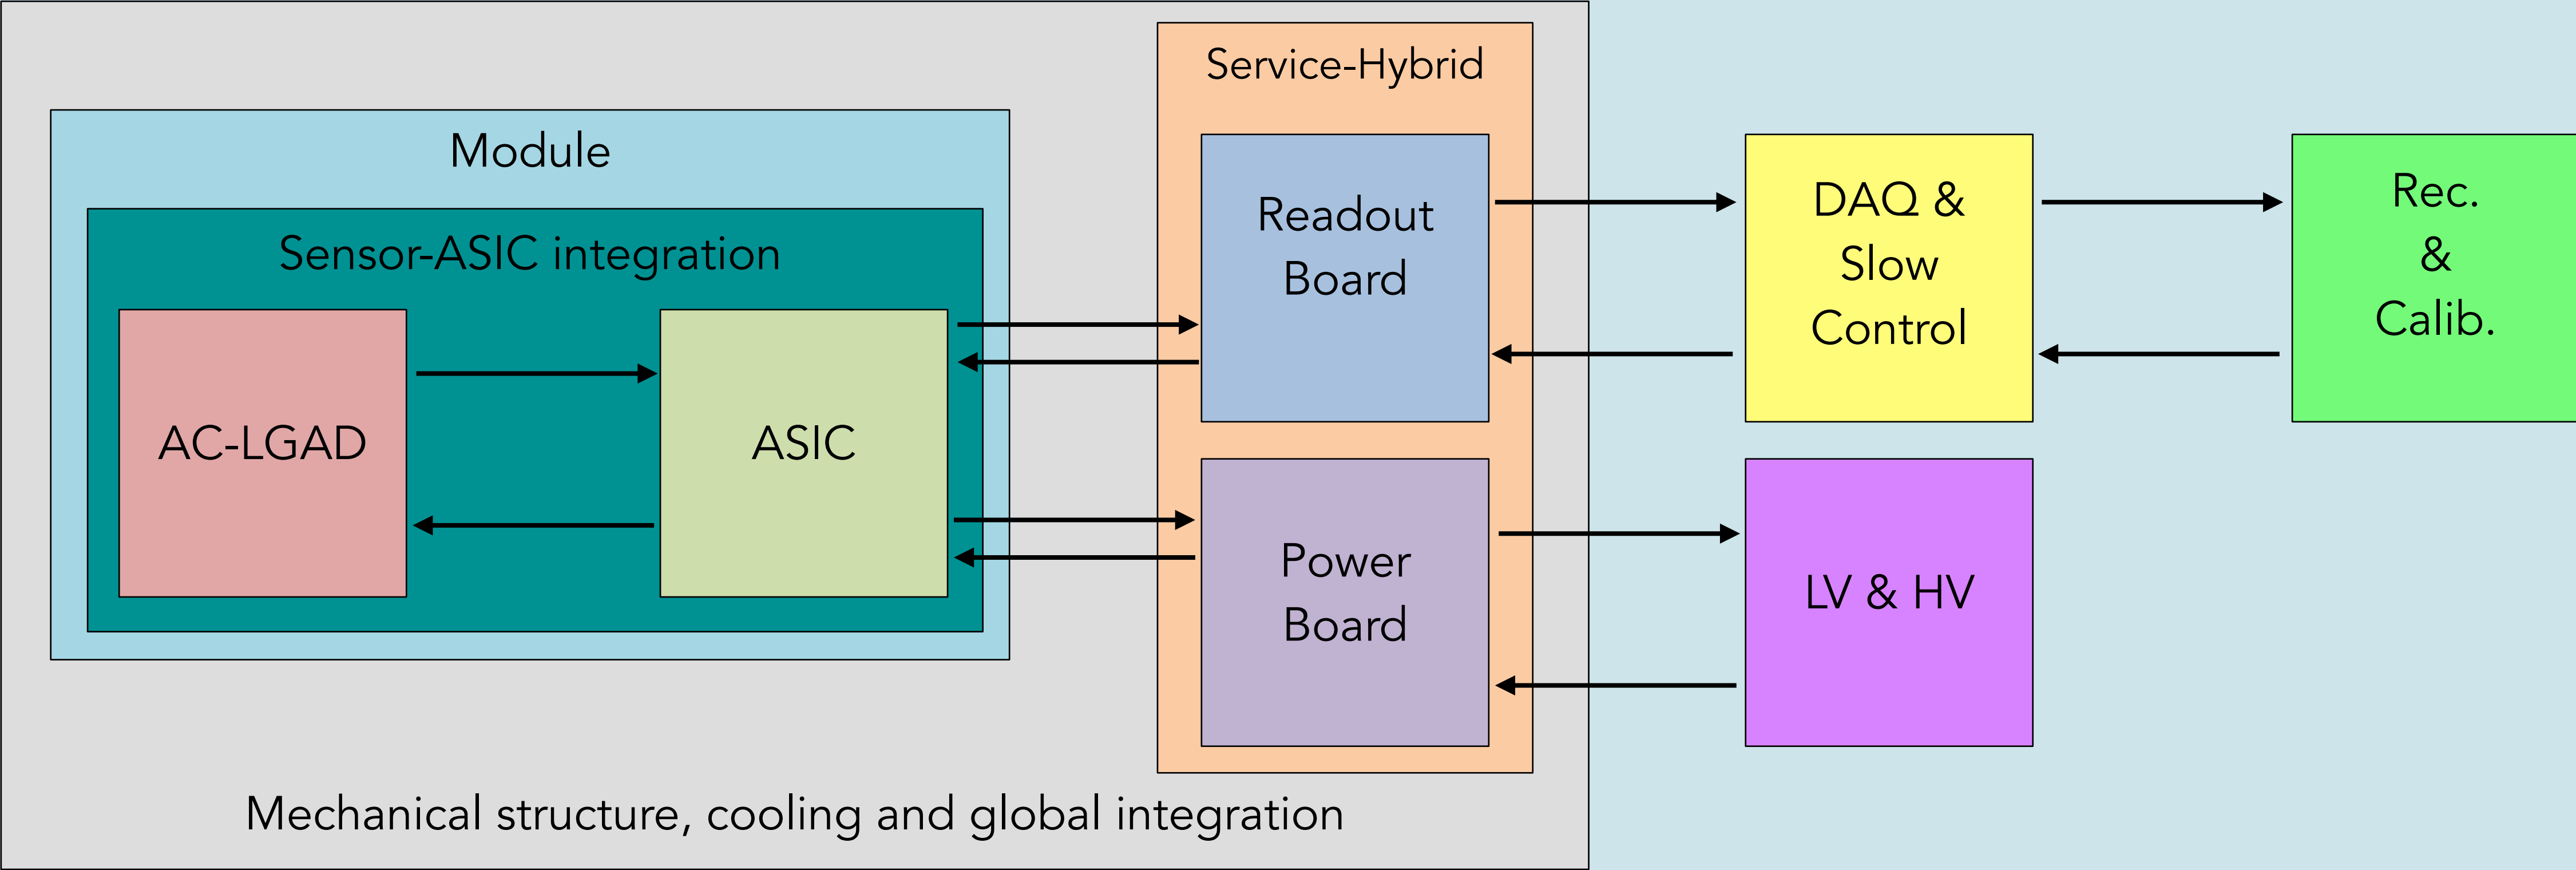 Service-Hybrid
Module
Sensor-ASIC integration
AC-LGAD
ASIC
Readout
Board
Power
Board
DAQ &
Slow
Control
LV & HV
Rec.
&
Calib.
Mechanical structure, cooling and global integration